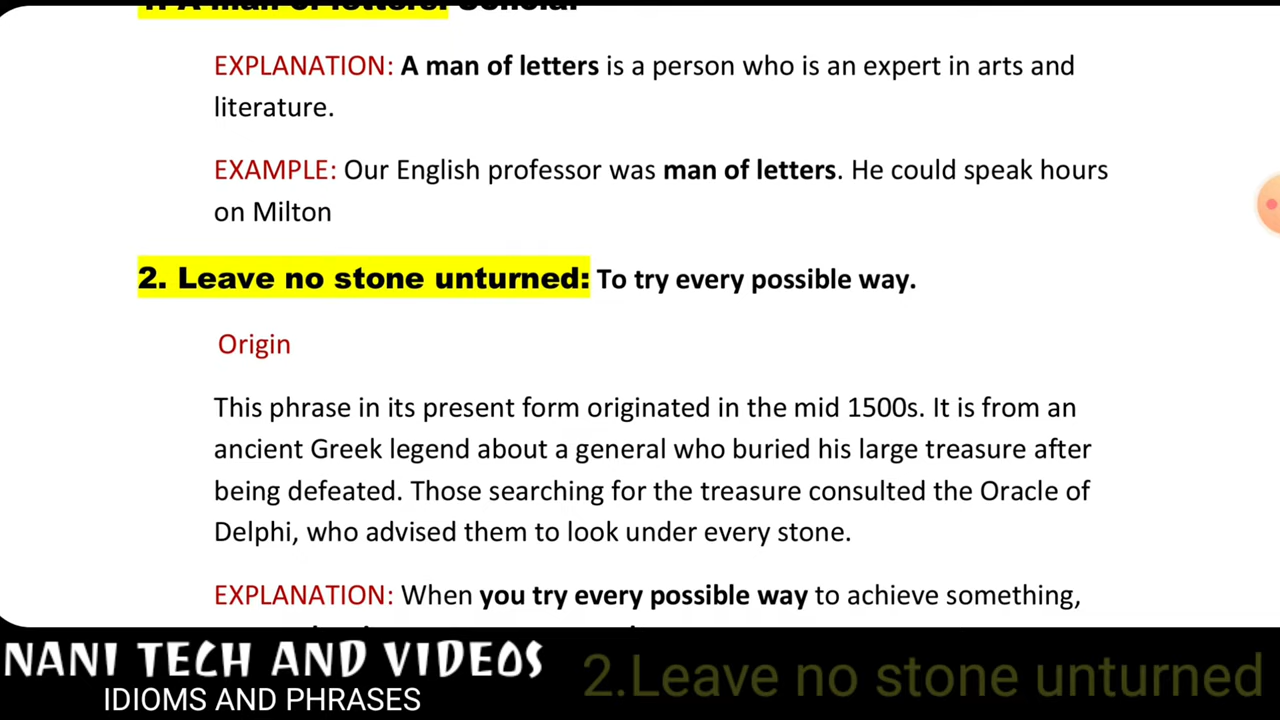 1. A man of letters: Scholar
EXPLANATION: A man of letters is a person who is an expert in arts and
literature.
EXAMPLE: Our English professor was man of letters. He could speak hours
on Milton
2. Leave no stone unturned: To try every possible way.
Origin
This phrase in its present form originated in the mid 1500s. It is from an
ancient Greek legend about a general who buried his large treasure after
being defeated. Those searching for the treasure consulted the Oracle of
Delphi, who advised them to look under every stone.
EXPLANATION: When you try every possible way to achieve something,
NANI TECH AND VIDEOS
IDIOMS AND PHRASES
2.Leave no stone unturned